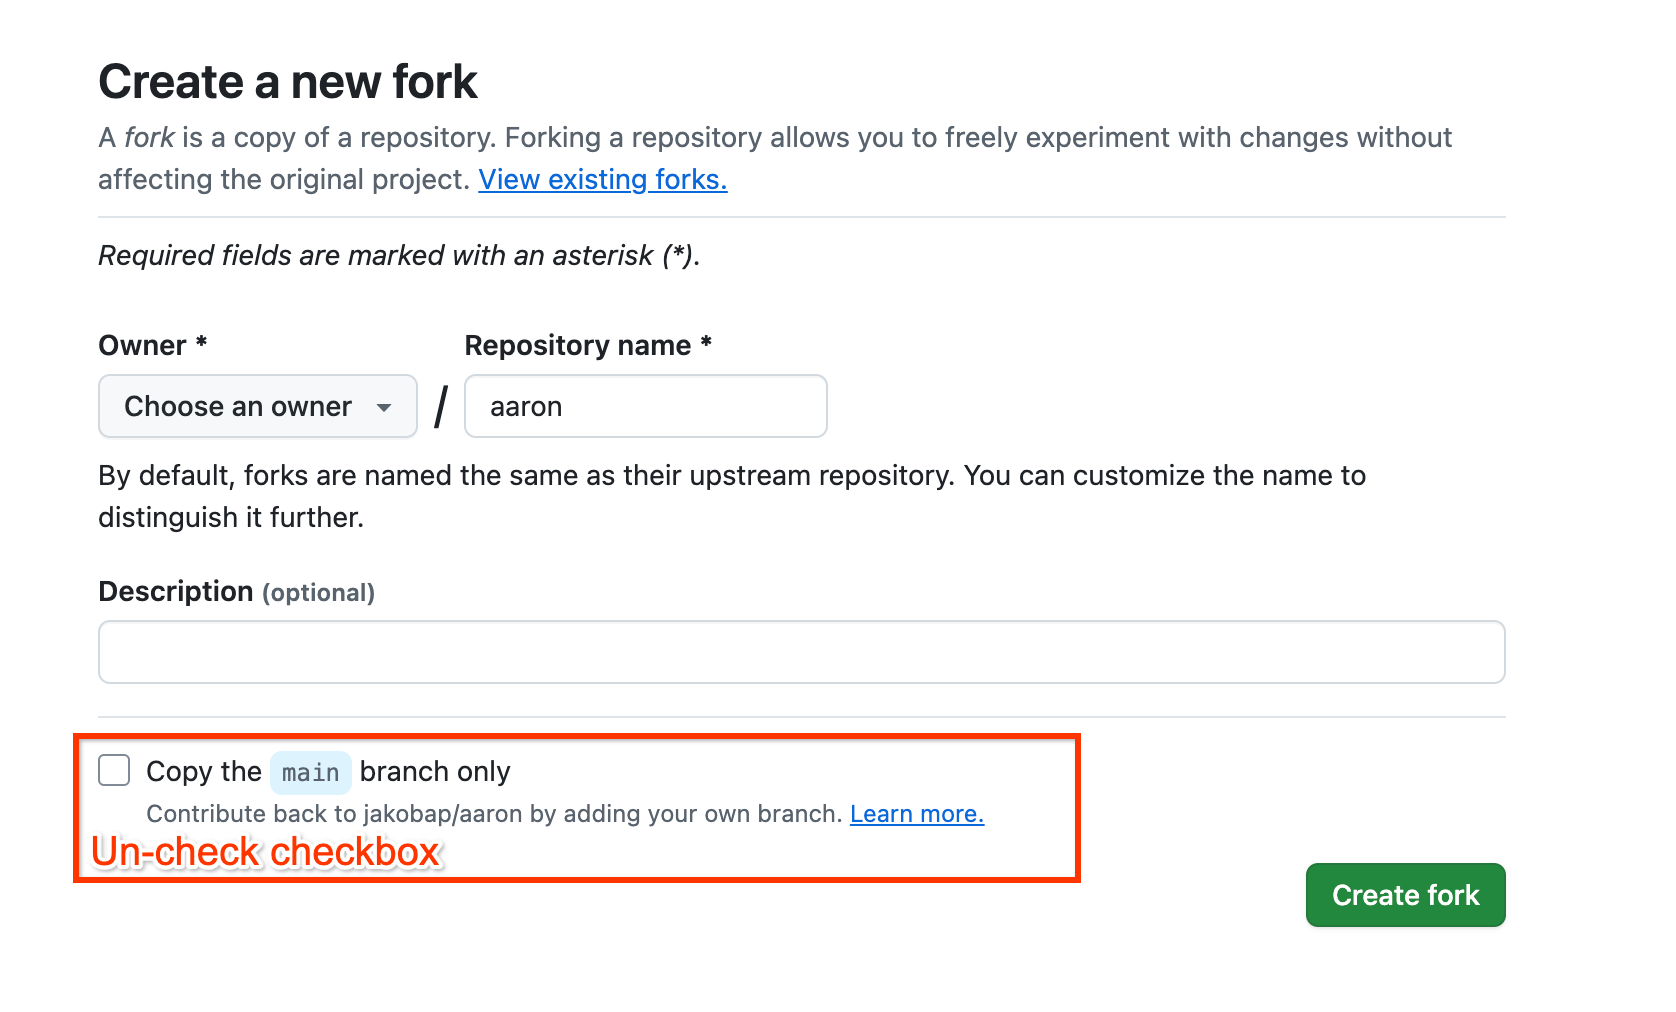 Create a new fork
A fork is a copy of a repository. Forking a repository allows you to freely experiment with changes without
affecting the original project. View existing forks.
Required fields are marked with an asterisk (*).
Owner * Repository name *
Choose an owner / aaron
By default, forks are named the same as their upstream repository. You can customize the name to
distinguish it further.
Description (optional)
Copy the main branch only
Contribute back to jakobap/aaron by adding your own branch. Learn more.
Un-check checkbox
Create fork